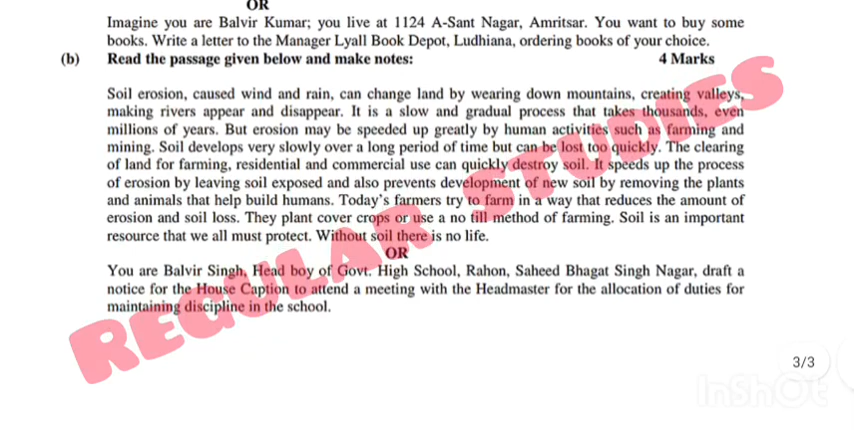 OR
Imagine you are Balvir Kumar; you live at 1124 A-Sant Nagar, Amritsar. You want to buy some
books. Write a letter to the Manager Lyall Book Depot, Ludhiana, ordering books of your choice.
(b) Read the passage given below and make notes: 4 Marks
Soil erosion, caused wind and rain, can change land by wearing down mountains, creating valleys,
making rivers appear and disappear. It is a slow and gradual process that takes thousands, even
millions of years. But erosion may be speeded up greatly by human activities such as farming and
mining. Soil develops very slowly over a long period of time but can be lost too quickly. The clearing
of land for farming, residential and commercial use can quickly destroy soil. It speeds up the process
of erosion by leaving soil exposed and also prevents development of new soil by removing the plants
and animals that help build humans. Today's farmers try to farm in a way that reduces the amount of
erosion and soil loss. They plant cover crops or use a no till method of farming. Soil is an important
resource that we all must protect. Without soil there is no life.
OR
You are Balvir Singh, Head boy of Govt. High School, Rahon, Saheed Bhagat Singh Nagar, draft a
notice for the House Caption to attend a meeting with the Headmaster for the allocation of duties for
maintaining discipline in the school.
REGULAR STUDIES
3/3
InShOt